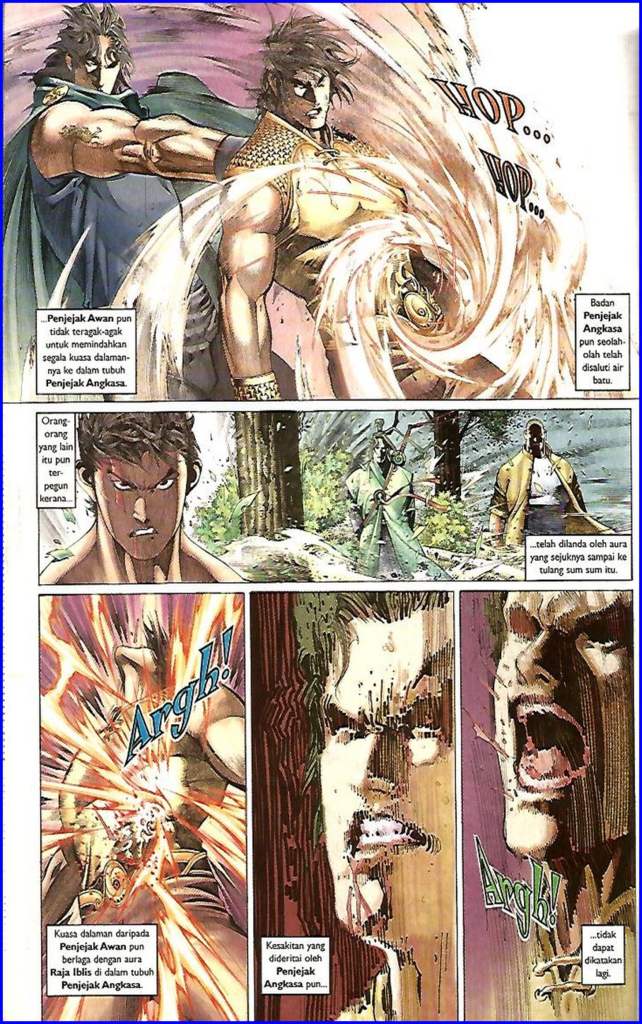 HOP...
HOP...
...Penjejak Awan pun
tidak teragak-agak
untuk memindahkan
segala kuasa dalaman-
nya ke dalam tubuh
Penjejak Angkasa.
Badan
Penjejak
Angkasa
pun seolah-
olah telah
disaluti air
batu.
Orang-
orang
yang lain
itu pun
ter-
pegun
kerana...
...telah dilanda oleh aura
yang sejuknya sampai ke
tulang sum sum itu.
Argh!
Kuasa dalaman daripada
Penjejak Awan pun
berlaga dengan aura
Raja Iblis di dalam tubuh
Penjejak Angkasa.
Kesakitan yang
dideritai oleh
Penjejak
Angkasa pun...
Argh!
...tidak
dapat
dikatakan
lagi.